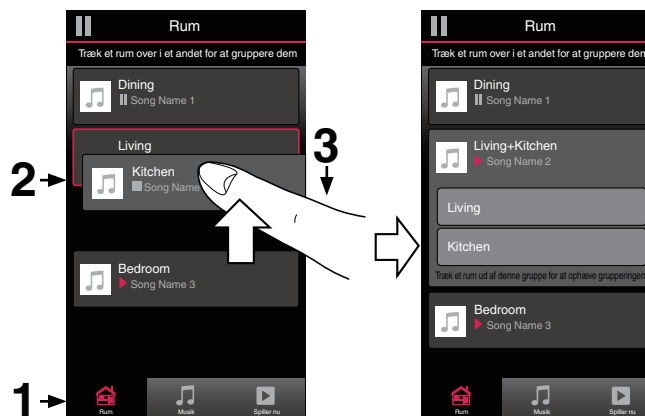 Rum
Træk et rum over i et andet for at gruppere dem
Dining
Song Name 1
Living
Kitchen
Song Name
Bedroom
Song Name 3
Rum
Musik
Spiller nu
1
2
3
Rum
Træk et rum over i et andet for at gruppere dem
Dining
Song Name 1
Living+Kitchen
Song Name 2
Living
Kitchen
Træk et rum ud af denne gruppe for at ophæve grupperingen
Bedroom
Song Name 3
Rum
Musik
Spiller nu